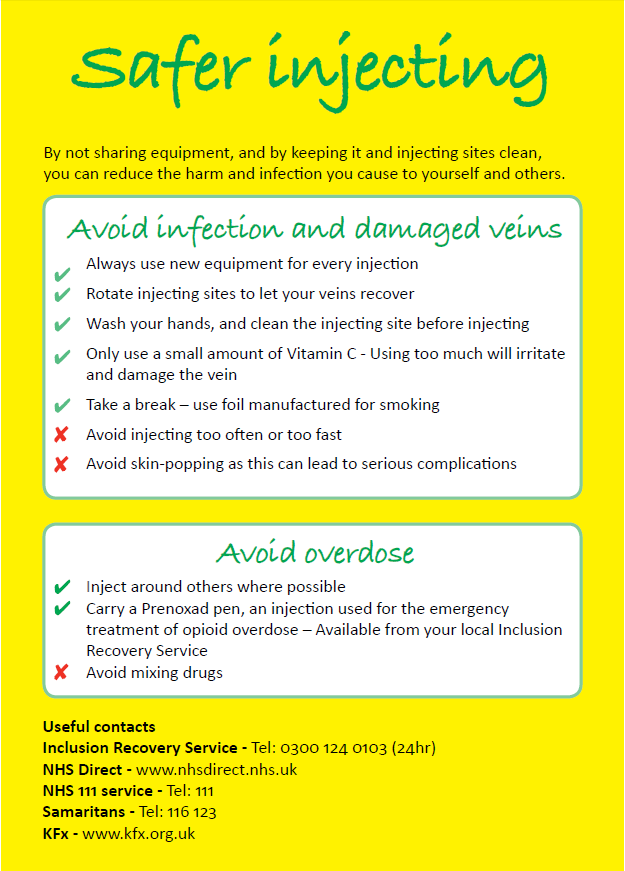 Safer injecting
By not sharing equipment, and by keeping it and injecting sites clean,
you can reduce the harm and infection you cause to yourself and others.
Avoid infection and damaged veins
✔ Always use new equipment for every injection
✔ Rotate injecting sites to let your veins recover
✔ Wash your hands, and clean the injecting site before injecting
✔ Only use a small amount of Vitamin C - Using too much will irritate
and damage the vein
✔ Take a break – use foil manufactured for smoking
✘ Avoid injecting too often or too fast
✘ Avoid skin-popping as this can lead to serious complications
Avoid overdose
✔ Inject around others where possible
✔ Carry a Prenoxad pen, an injection used for the emergency
treatment of opioid overdose – Available from your local Inclusion
Recovery Service
✘ Avoid mixing drugs
Useful contacts
Inclusion Recovery Service - Tel: 0300 124 0103 (24hr)
NHS Direct - www.nhsdirect.nhs.uk
NHS 111 service - Tel: 111
Samaritans - Tel: 116 123
KFx - www.kfx.org.uk